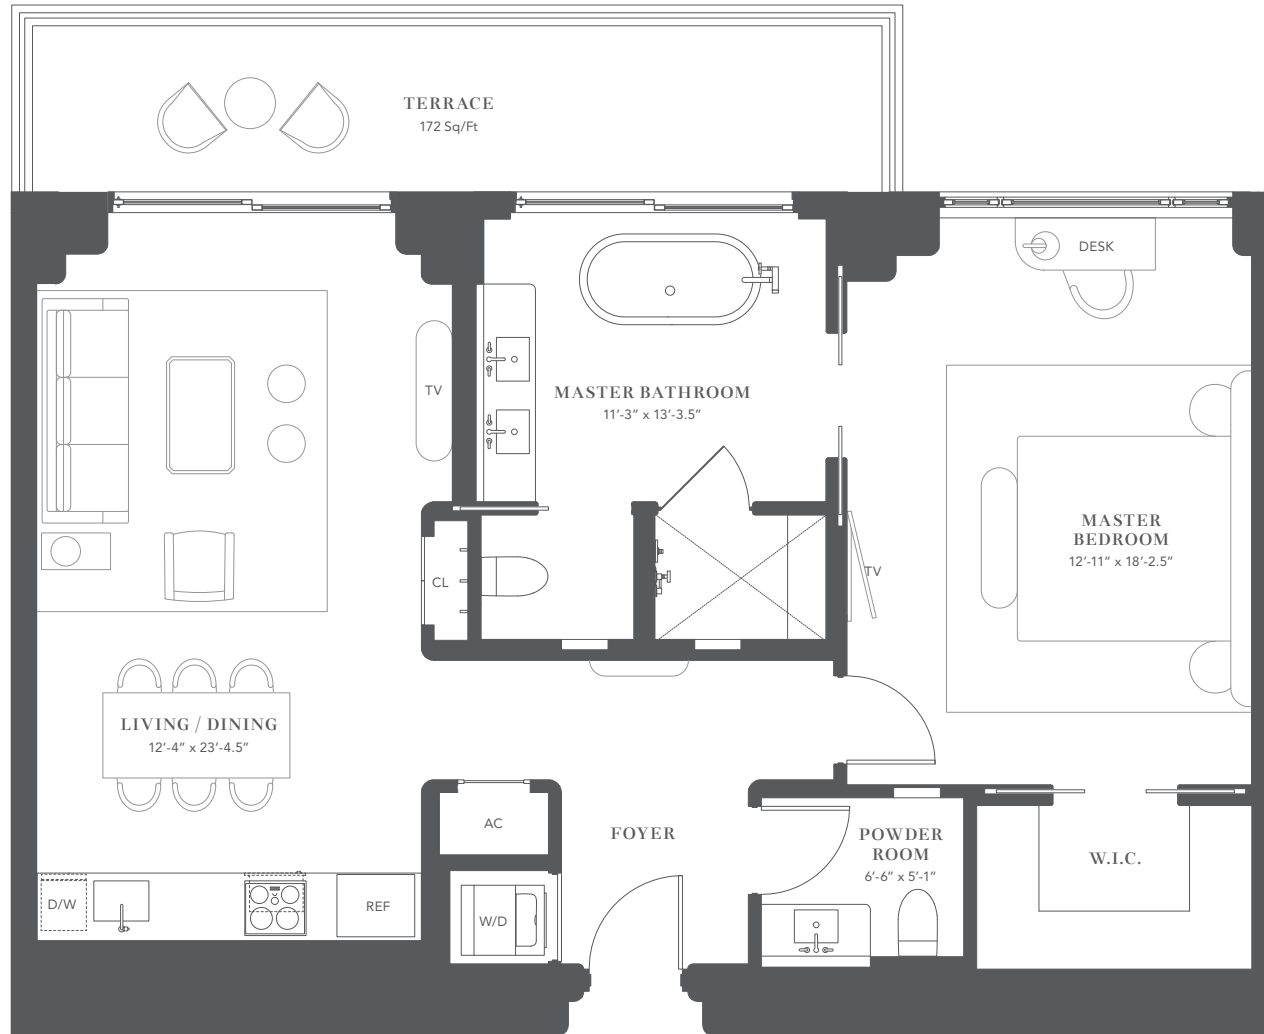 TERRACE
172 Sq/Ft
DESK
TV
MASTER BATHROOM
11’-3” x 13’-3.5”
MASTER
BEDROOM
12’-11” x 18’-2.5”
CL
TV
LIVING / DINING
12’-4” x 23’-4.5”
AC
FOYER
POWDER
ROOM
6’-6” x 5’-1”
W.I.C.
D/W
REF
W/D